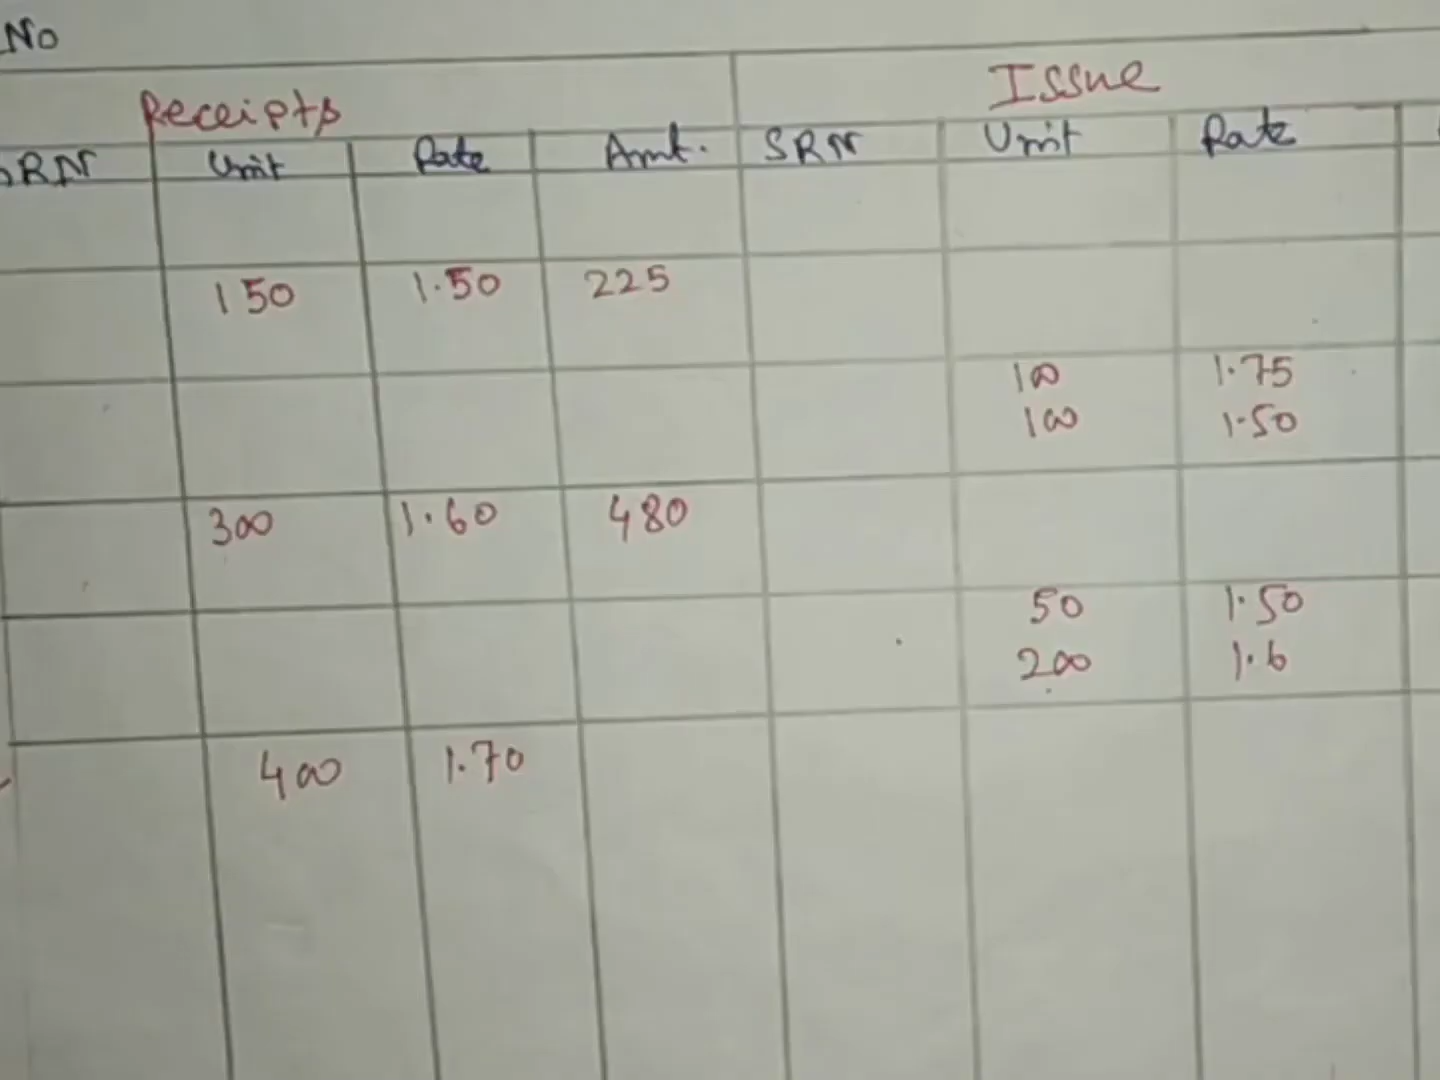 No
Receipts Issue
SRN Unit Rate Amt. SRN Unit Rate
150 1.50 225
100 1.75
100 1.50
300 1.60 480
50 1.50
200 1.6
400 1.70